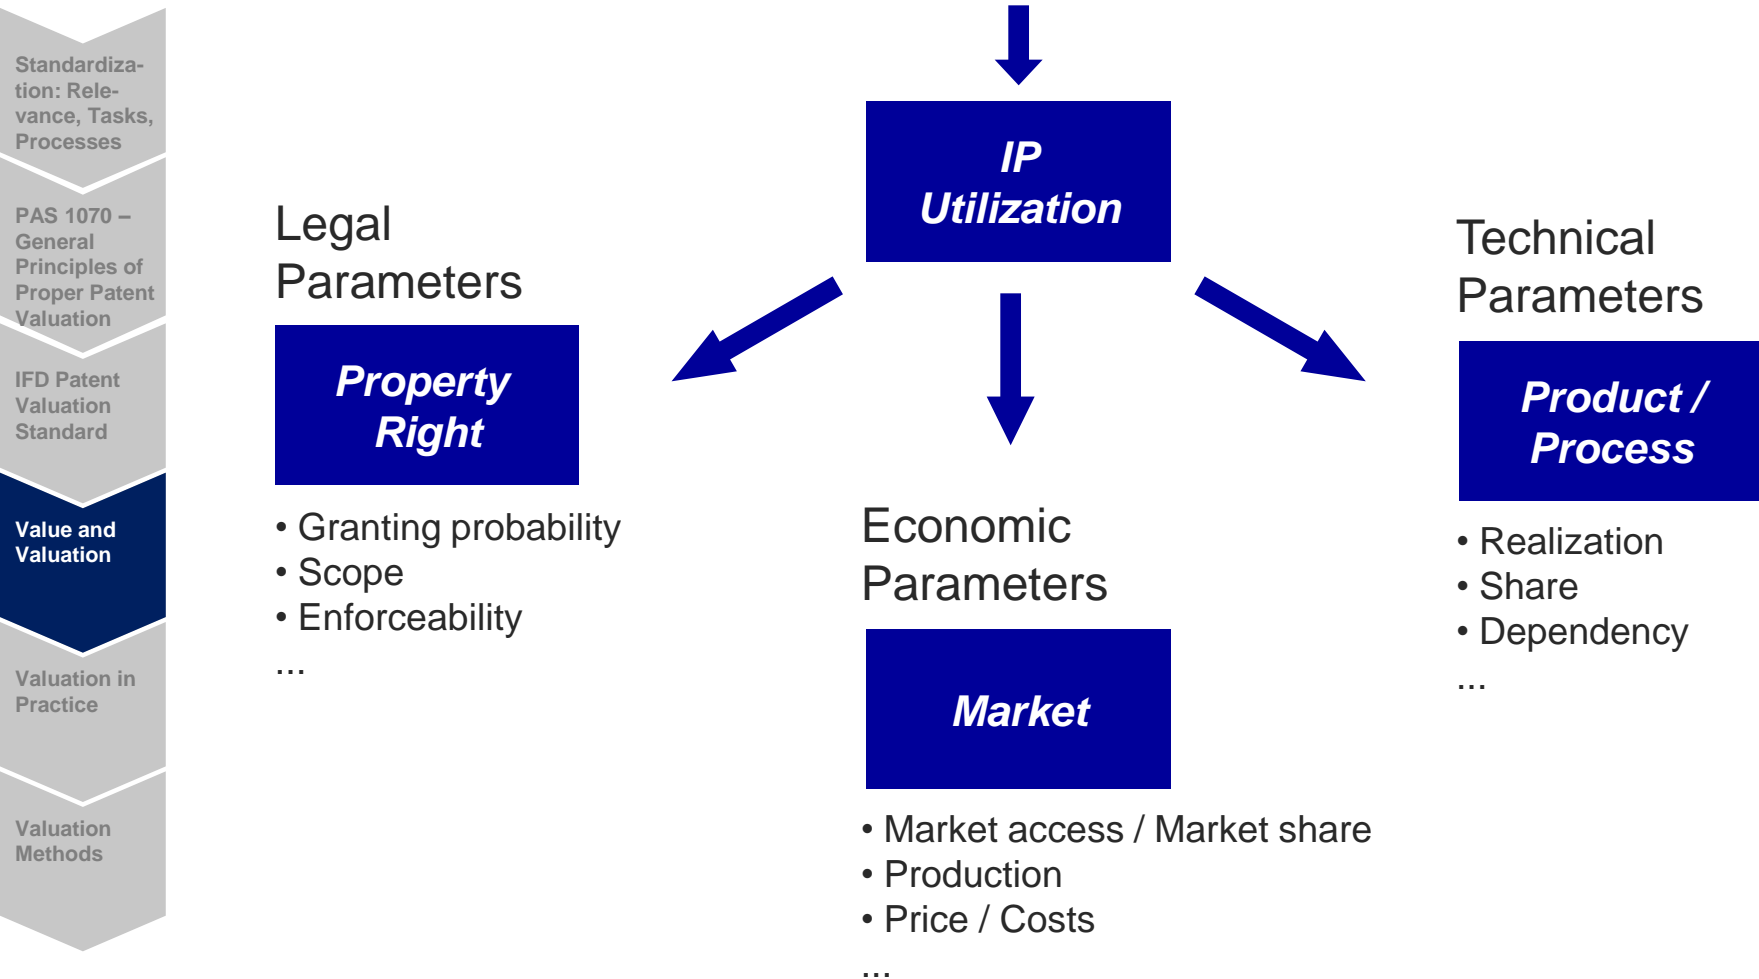 Standardiza-
tion: Rele-
vance, Tasks,
Processes
PAS 1070 –
General
Principles of
Proper Patent
Valuation
IFD Patent
Valuation
Standard
Value and
Valuation
Valuation in
Practice
Valuation
Methods
IP
Utilization
Legal
Parameters
Property
Right
• Granting probability
• Scope
• Enforceability
...
Economic
Parameters
Market
• Market access / Market share
• Production
• Price / Costs
...
Technical
Parameters
Product /
Process
• Realization
• Share
• Dependency
...